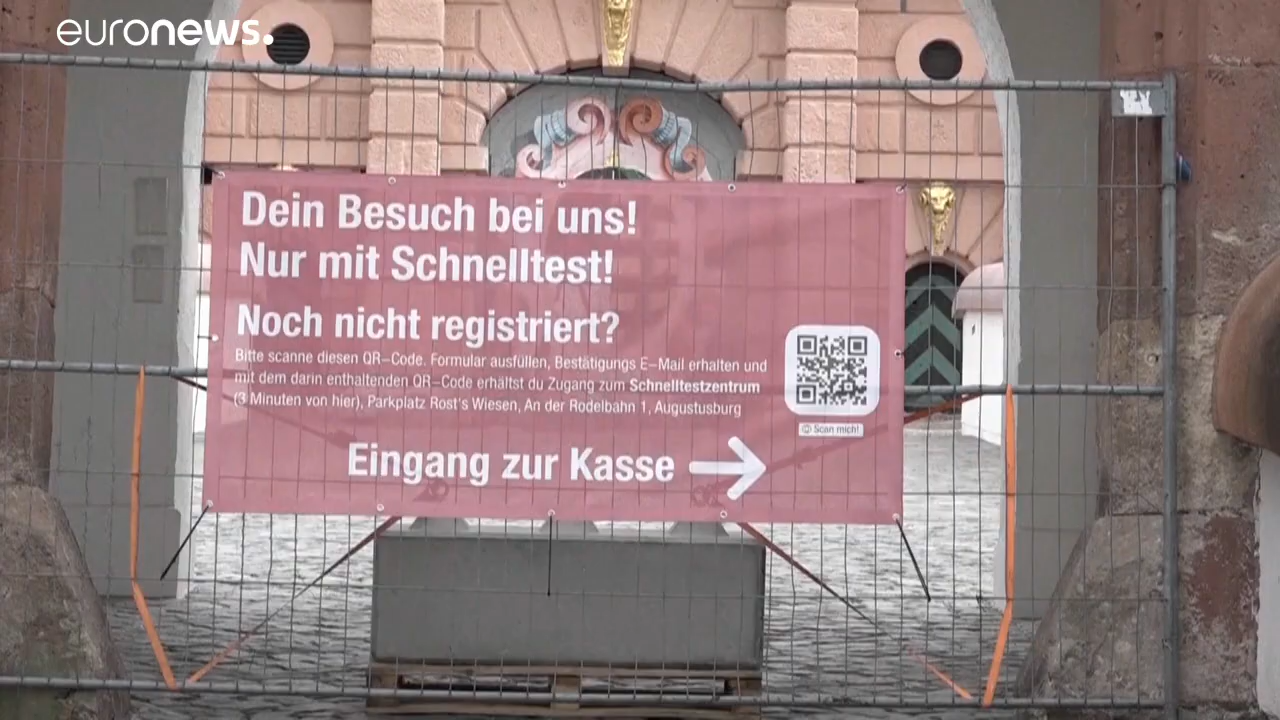 euronews.
Dein Besuch bei uns!
Nur mit Schnelltest!
Noch nicht registriert?
Bitte scanne diesen QR-Code. Formular ausfüllen, Bestätigungs E-Mail erhalten und
mit dem darin enthaltenden QR-Code erhältst du Zugang zum Schnelltestzentrum
(3 Minuten von hier), Parkplatz Rost's Wiesen, An der Rodelbahn 1, Augustusburg
Scan mich!
Eingang zur Kasse